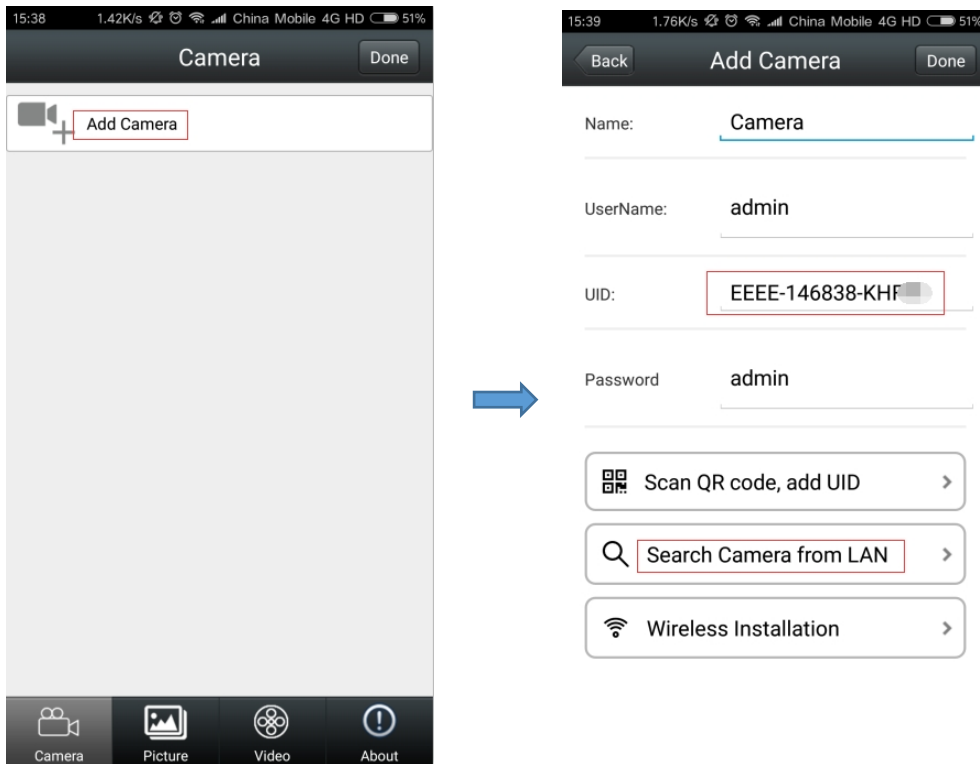 15:38 1.42K/s China Mobile 4G HD 51%
Camera Done
Add Camera
Camera Picture Video About
15:39 1.76K/s China Mobile 4G HD 51%
Back Add Camera Done
Name: Camera
UserName: admin
UID: EEEE-146838-KH
Password admin
Scan QR code, add UID
Search Camera from LAN
Wireless Installation